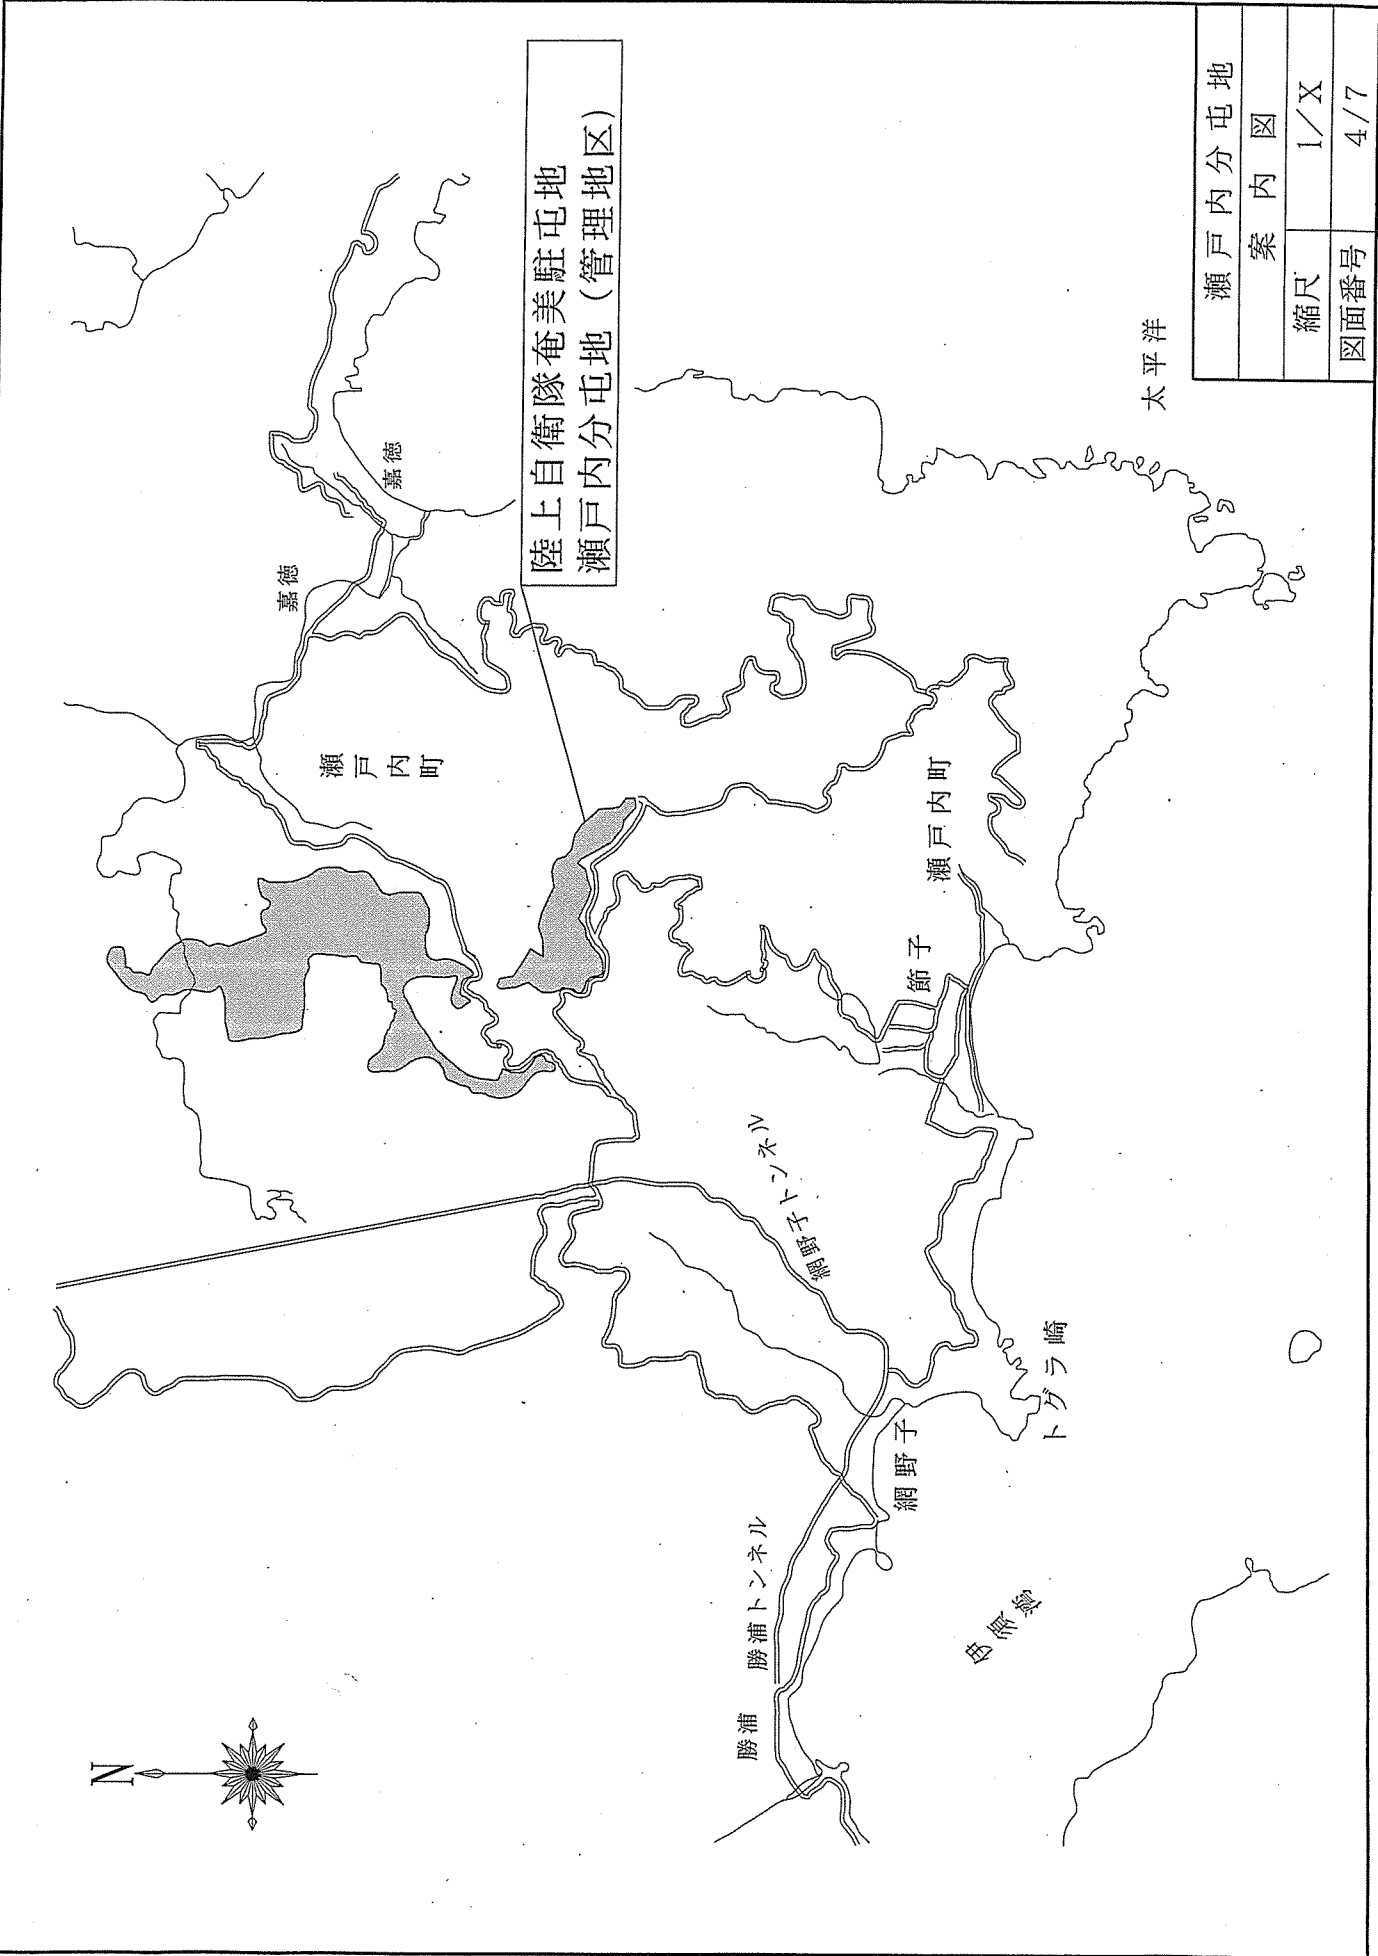 N
嘉徳
嘉徳
瀬戸内町
陸上自衛隊奄美駐屯地
瀬戸内分屯地（管理地区）
瀬戸内町
節子
網野子トンネル
勝浦トンネル
勝浦
網野子
トグラ崎
伊須湾
太平洋
瀬戸内分屯地
案内図
縮尺 1/X
図面番号 4/7